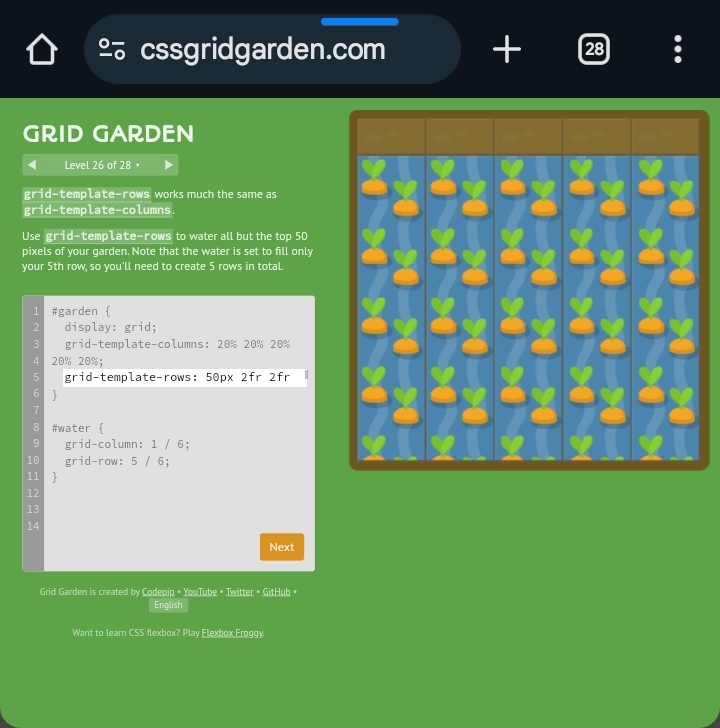 cssgridgarden.com
28
GRID GARDEN
Level 26 of 28
grid-template-rows works much the same as
grid-template-columns.
Use grid-template-rows to water all but the top 50
pixels of your garden. Note that the water is set to fill only
your 5th row, so you'll need to create 5 rows in total.
1 #garden {
2 display: grid;
3 grid-template-columns: 20% 20% 20%
4 20% 20%;
5 grid-template-rows: 50px 2fr 2fr
6 }
7
8 #water {
9 grid-column: 1 / 6;
10 grid-row: 5 / 6;
11 }
12
13
14
Next
Grid Garden is created by Codepip • YouTube • Twitter • GitHub •
English
Want to learn CSS flexbox? Play Flexbox Froggy.